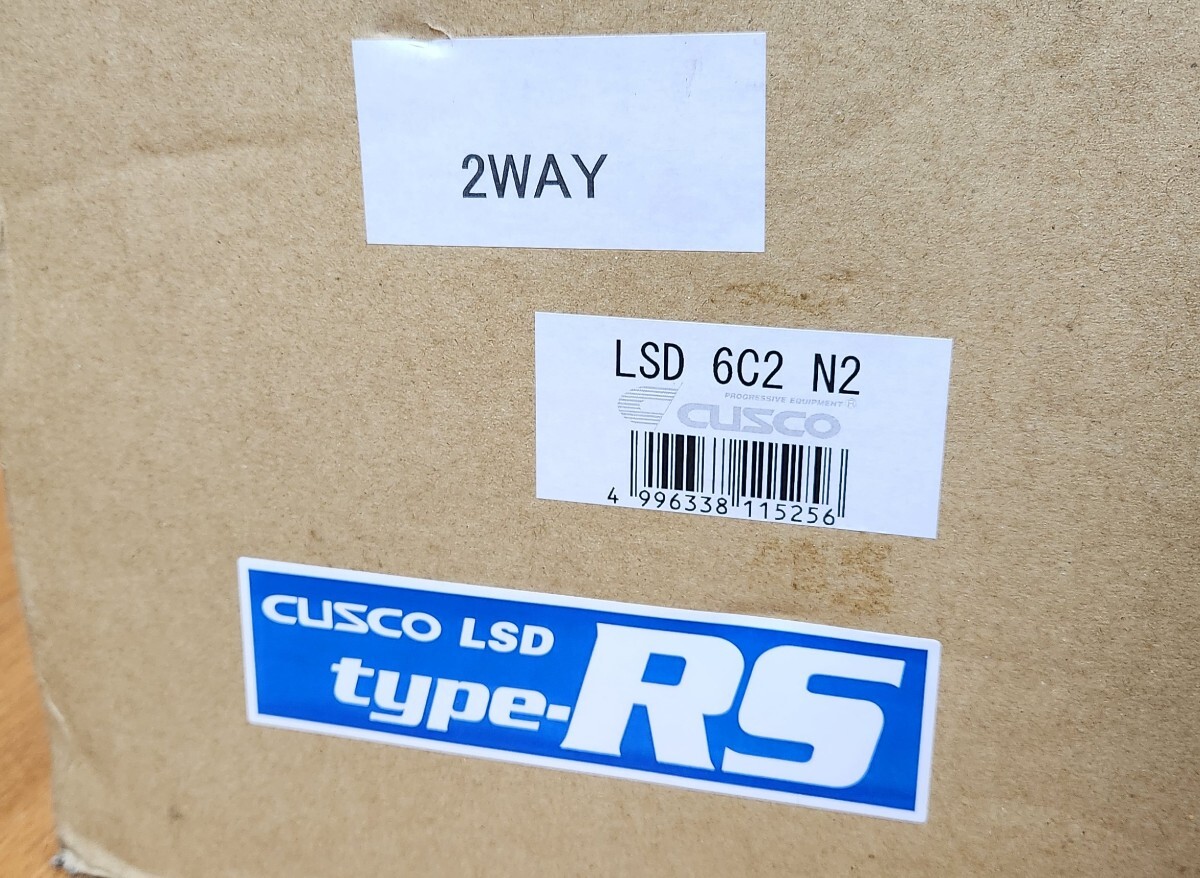 2WAY
LSD 6C2 N2
PROGRESSIVE EQUIPMENT ®
CUSCO
4 996338 115256
CUSCO LSD
type-RS